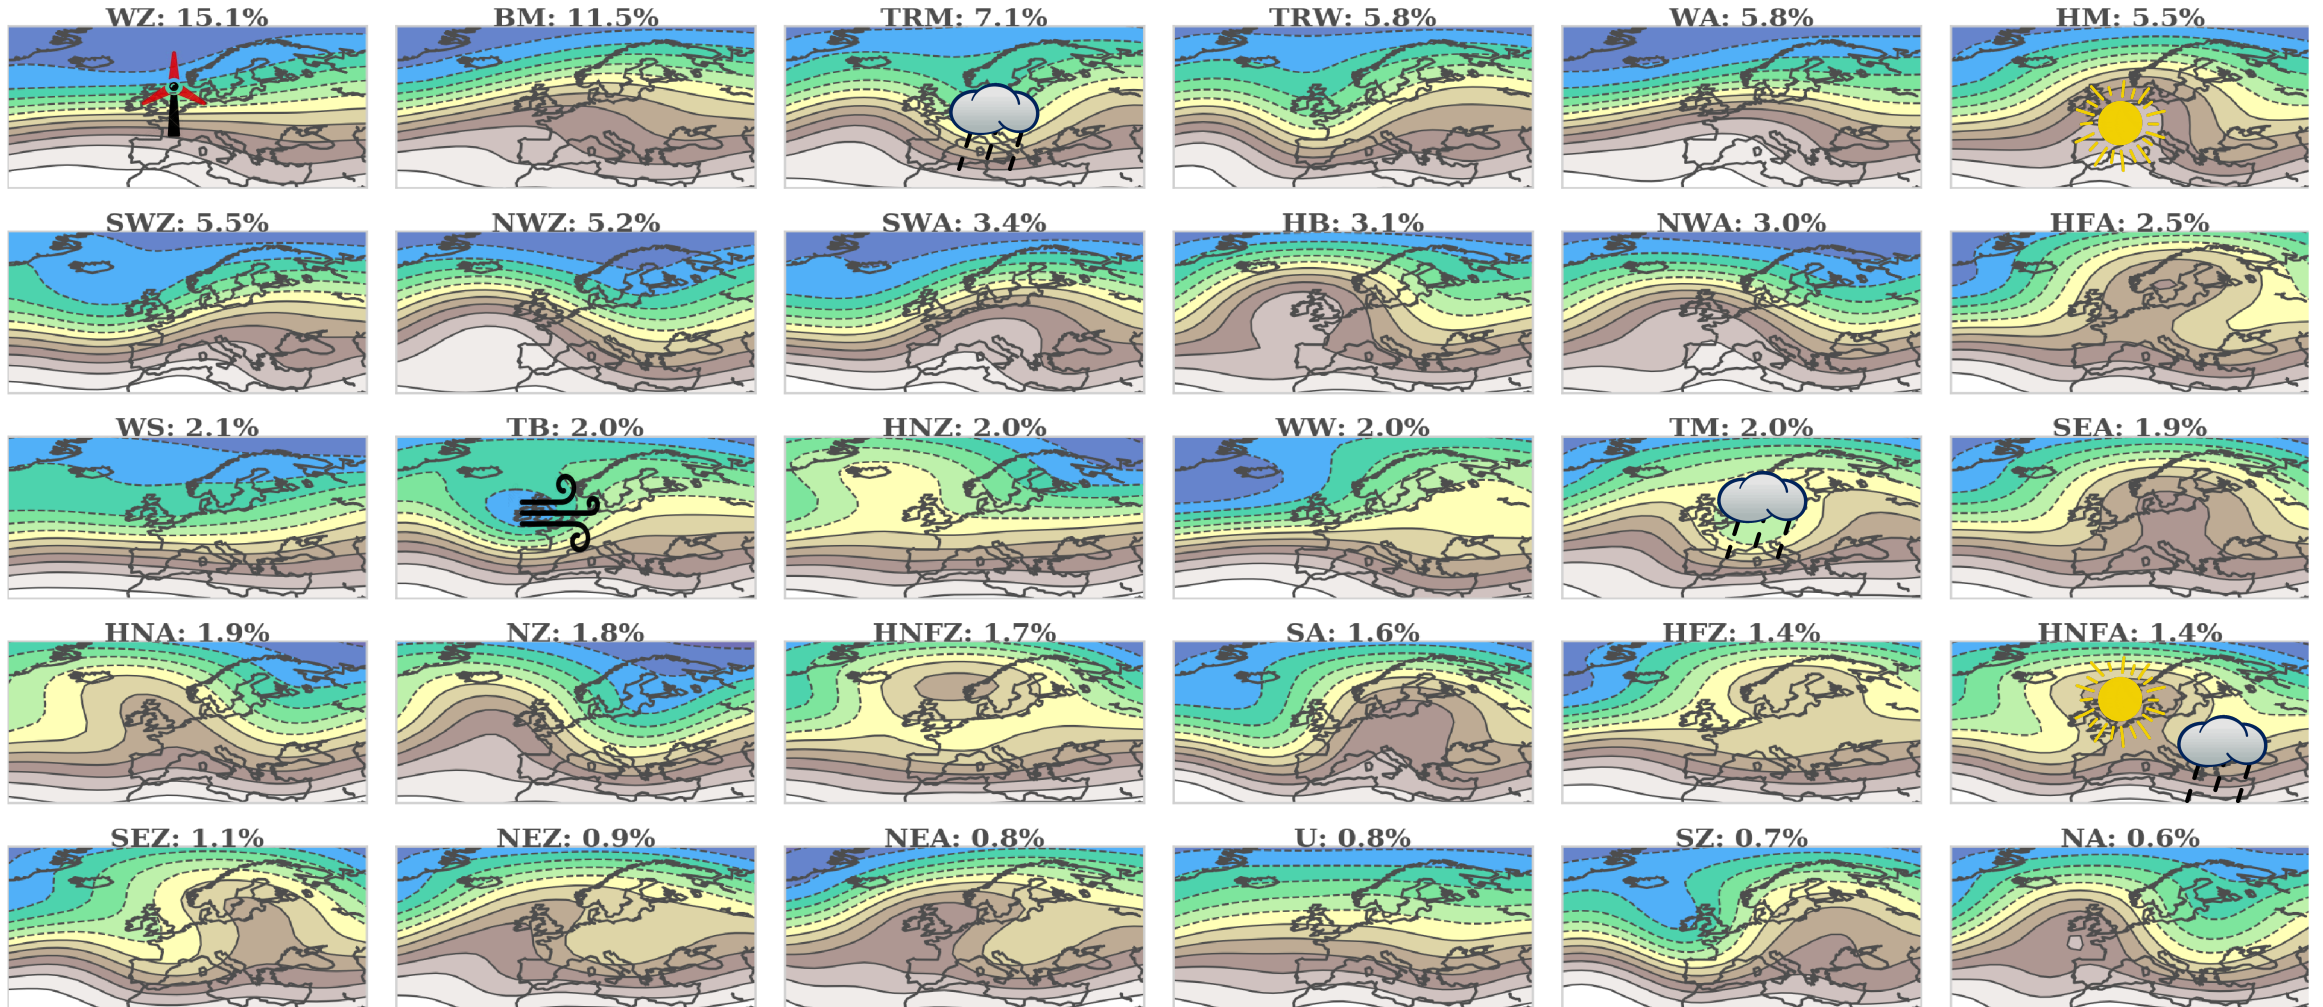 WZ: 15.1% BM: 11.5% TRM: 7.1% TRW: 5.8% WA: 5.8% HM: 5.5%
SWZ: 5.5% NWZ: 5.2% SWA: 3.4% HB: 3.1% NWA: 3.0% HFA: 2.5%
WS: 2.1% TB: 2.0% HNZ: 2.0% WW: 2.0% TM: 2.0% SEA: 1.9%
HNA: 1.9% NZ: 1.8% HNFZ: 1.7% SA: 1.6% HFZ: 1.4% HNFA: 1.4%
SEZ: 1.1% NEZ: 0.9% NEA: 0.8% U: 0.8% SZ: 0.7% NA: 0.6%